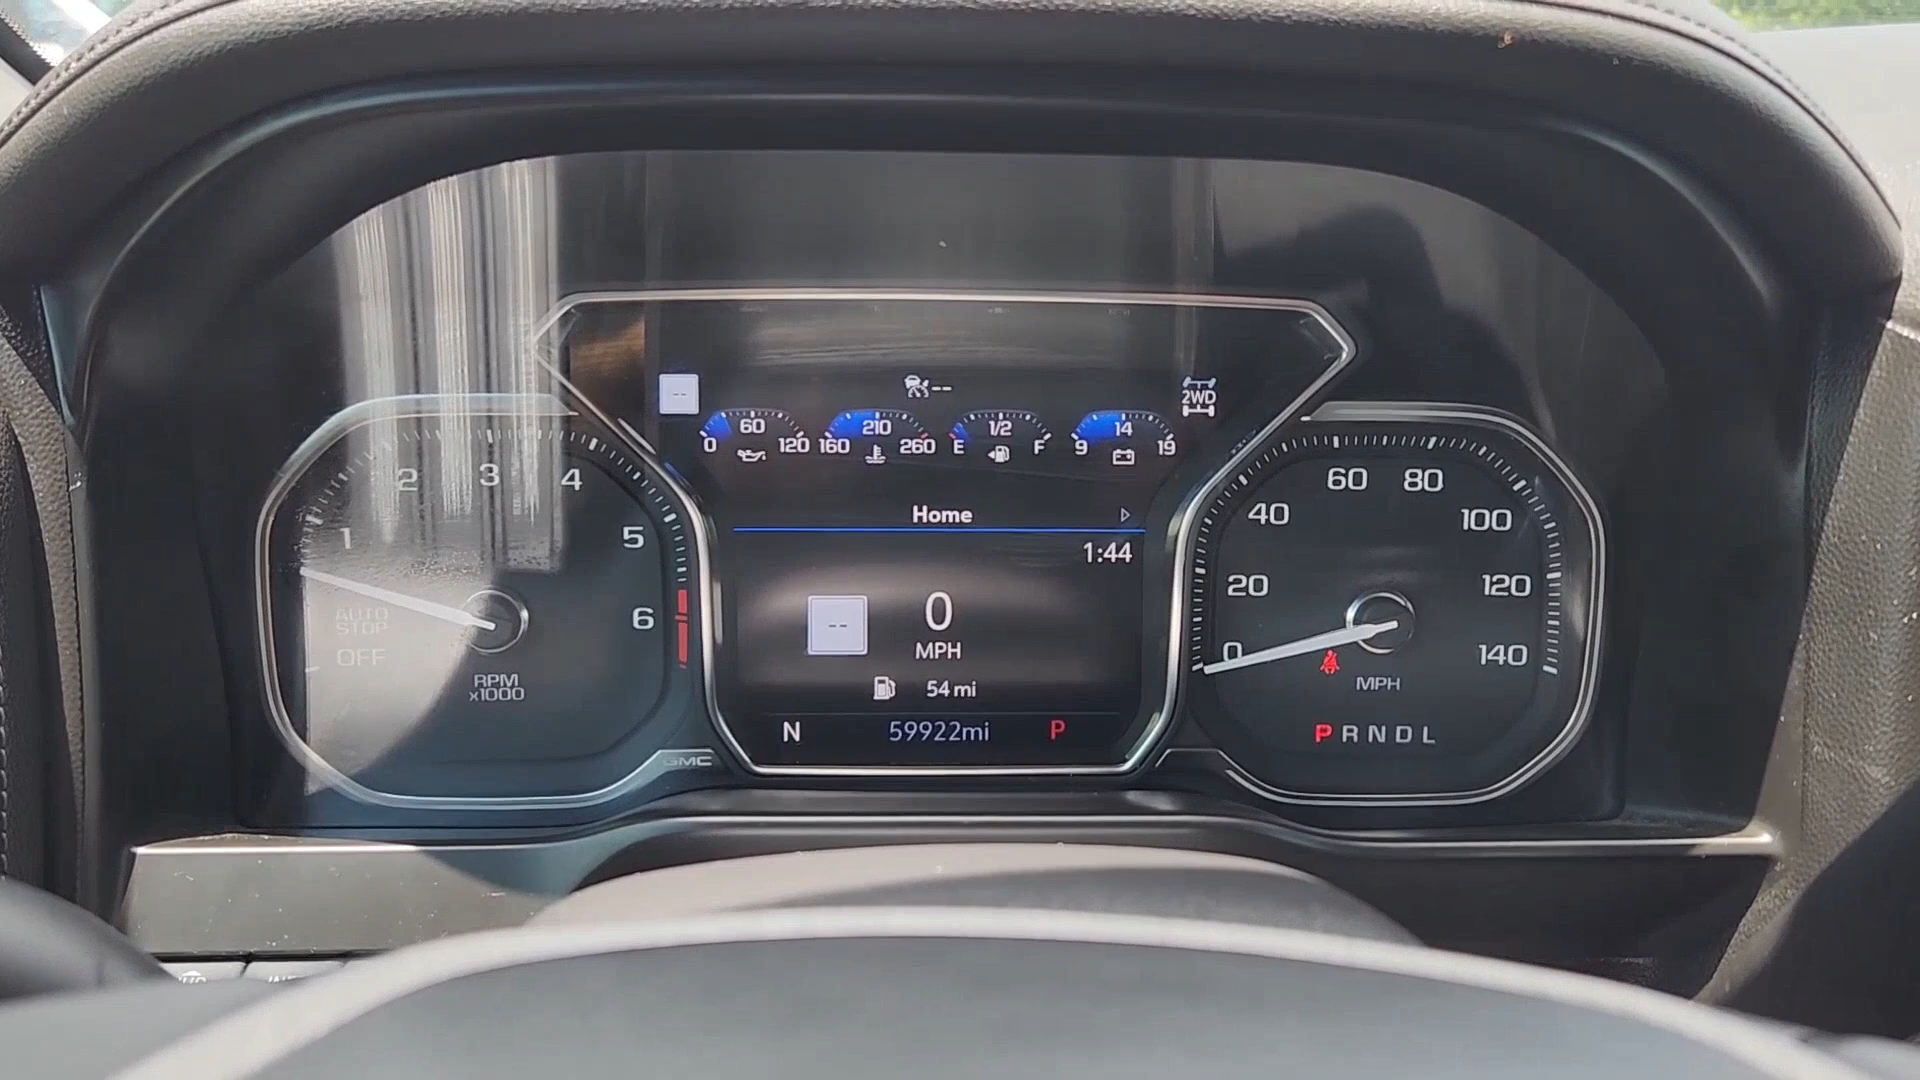 --
--
2WD
0 60 120
160 210 260
E 1/2 F
9 14 19
Home
1:44
--
0
MPH
54 mi
N 59922mi P
1 2 3 4 5 6
AUTO
STOP
OFF
RPM
x1000
GMC
0 20 40 60 80 100 120 140
MPH
P R N D L